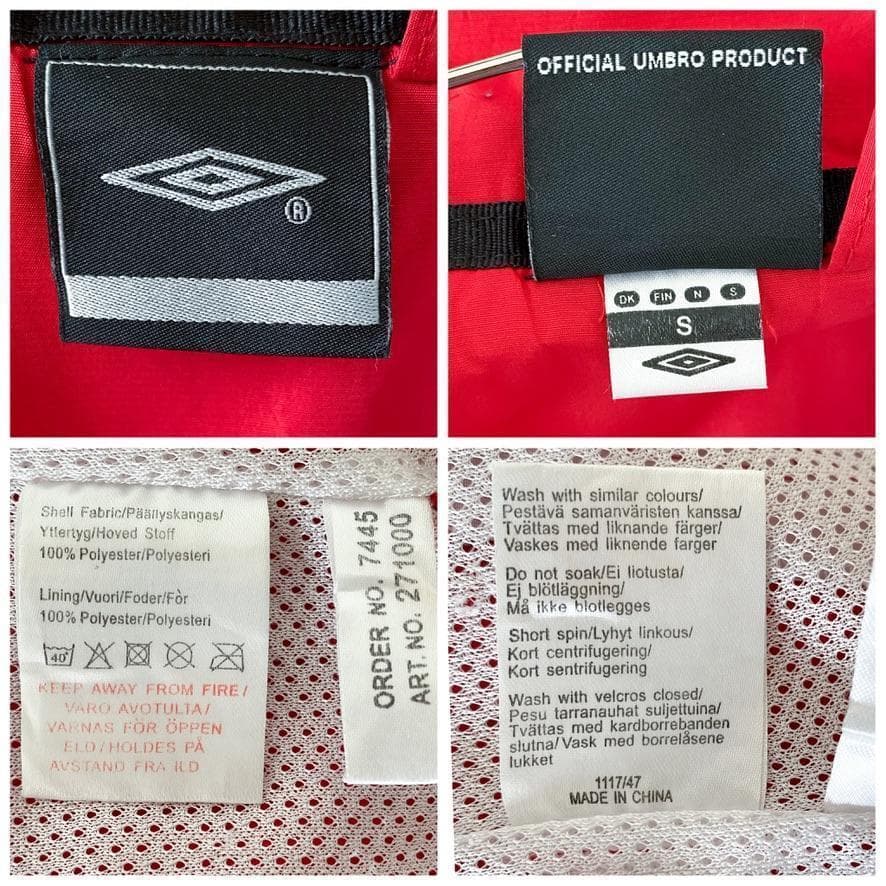 ®
OFFICIAL UMBRO PRODUCT
DK FIN N S
S
Shell Fabric/Päällyskangas/
Yttertyg/Hoved Stoff
100% Polyester/Polyesteri
Lining/Vuori/Foder/Fòr
100% Polyester/Polyesteri
40°
KEEP AWAY FROM FIRE/
VARO AVOTULTA/
VARNAS FÖR ÖPPEN
ELD/HOLDES PÅ
AVSTAND FRA ILD
ORDER NO. 7445
ART. NO. 271000
Wash with similar colours/
Pestävä samanväristen kanssa/
Tvättas med liknande färger/
Vaskes med liknende farger
Do not soak/Ei liotusta/
Ej blötläggning/
Må ikke blotlegges
Short spin/Lyhyt linkous/
Kort centrifugering/
Kort sentrifugering
Wash with velcros closed/
Pesu tarranauhat suljettuina/
Tvättas med kardborrebanden
slutna/Vask med borrelåsene
lukket
1117/47
MADE IN CHINA